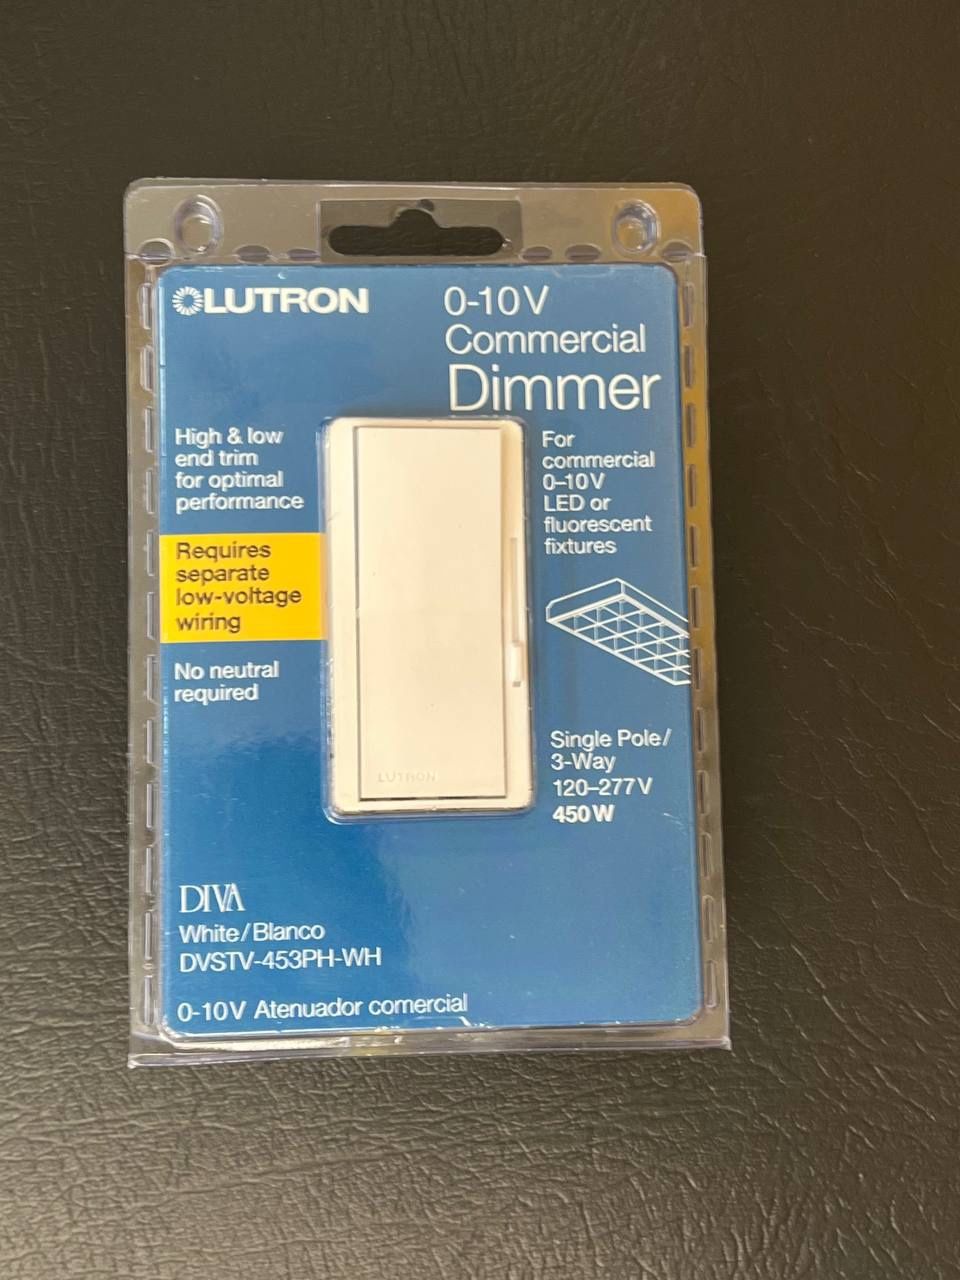 LUTRON
0-10V
Commercial
Dimmer
High & low
end trim
for optimal
performance
Requires
separate
low-voltage
wiring
No neutral
required
For
commercial
0–10V
LED or
fluorescent
fixtures
LUTRON
Single Pole/
3-Way
120–277V
450W
DIVA
White/Blanco
DVSTV-453PH-WH
0-10V Atenuador comercial